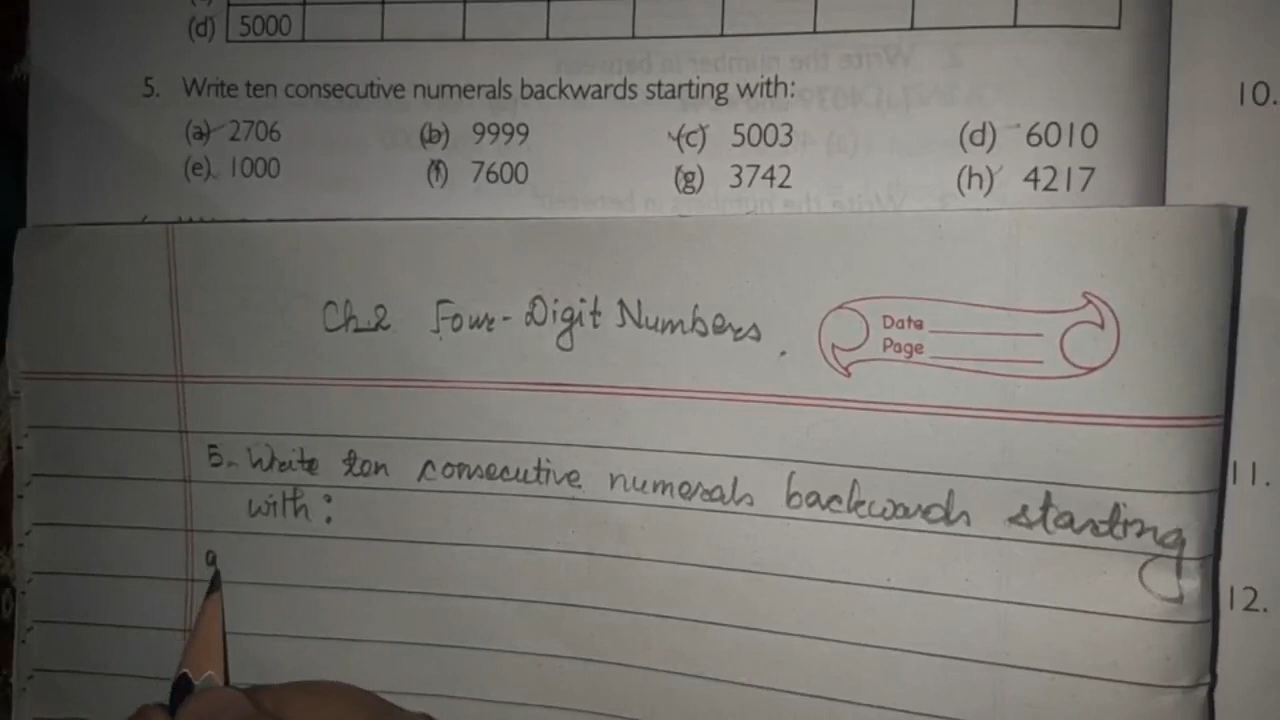 (d) 5000
5. Write ten consecutive numerals backwards starting with:
(a) 2706 (b) 9999 (c) 5003 (d) 6010
(e) 1000 (f) 7600 (g) 3742 (h) 4217
10.
Ch.2 Four-Digit Numbers.
Date
Page
5. Write ten consecutive numerals backwards starting
with:
a
11.
12.